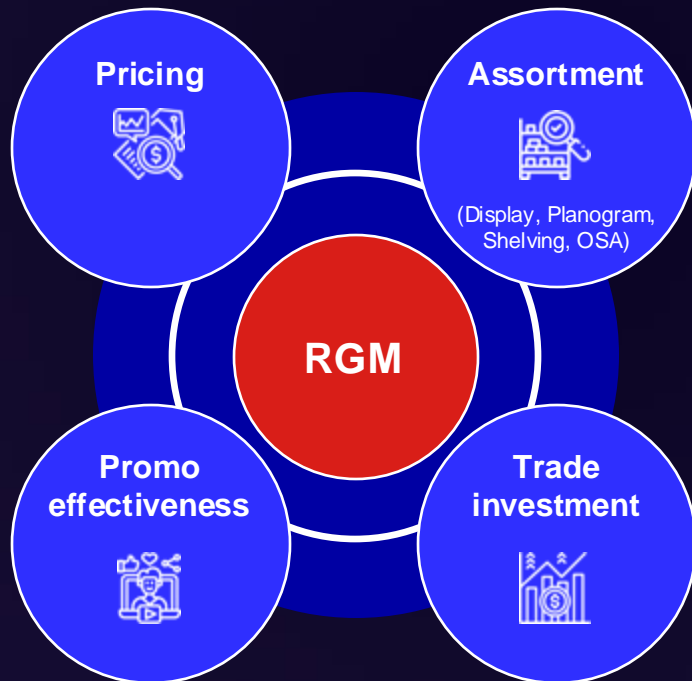 Pricing
Assortment
(Display, Planogram,
Shelving, OSA)
RGM
Promo
effectiveness
Trade
investment